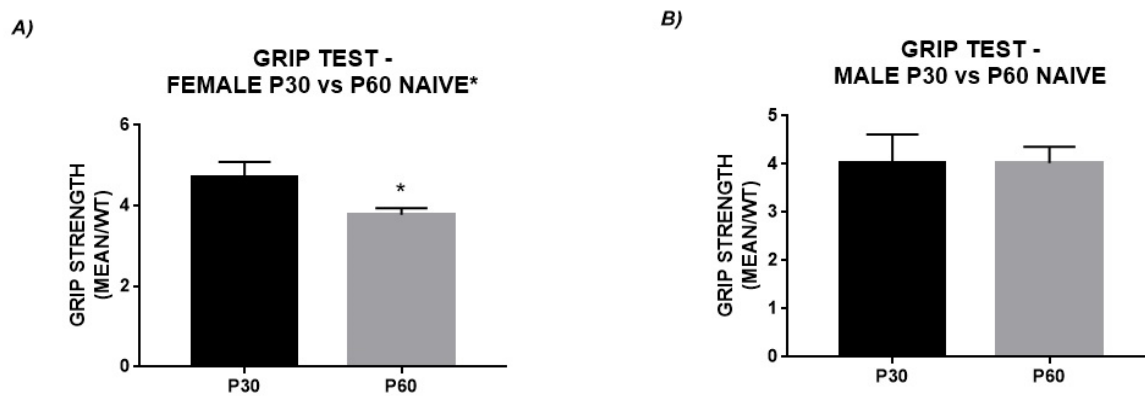 A)
GRIP TEST -
FEMALE P30 vs P60 NAIVE*
GRIP STRENGTH
(MEAN/WT)
6
4
2
0
*
P30
P60
B)
GRIP TEST -
MALE P30 vs P60 NAIVE
GRIP STRENGTH
(MEAN/WT)
5
4
3
2
1
0
P30
P60